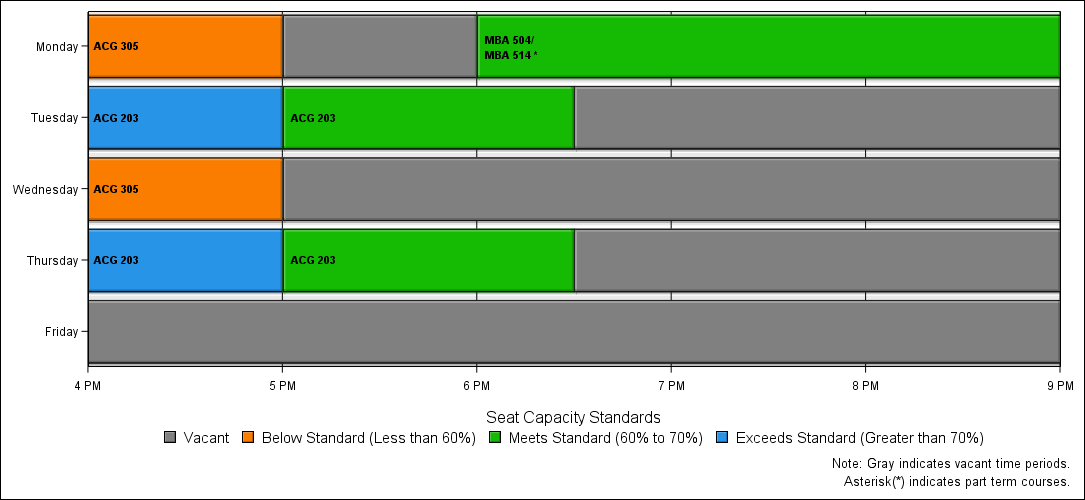 Monday
ACG 305
MBA 504/
MBA 514 *
Tuesday
ACG 203
ACG 203
Wednesday
ACG 305
Thursday
ACG 203
ACG 203
Friday
4 PM 5 PM 6 PM 7 PM 8 PM 9 PM
Seat Capacity Standards
Vacant Below Standard (Less than 60%) Meets Standard (60% to 70%) Exceeds Standard (Greater than 70%)
Note: Gray indicates vacant time periods.
Asterisk(*) indicates part term courses.